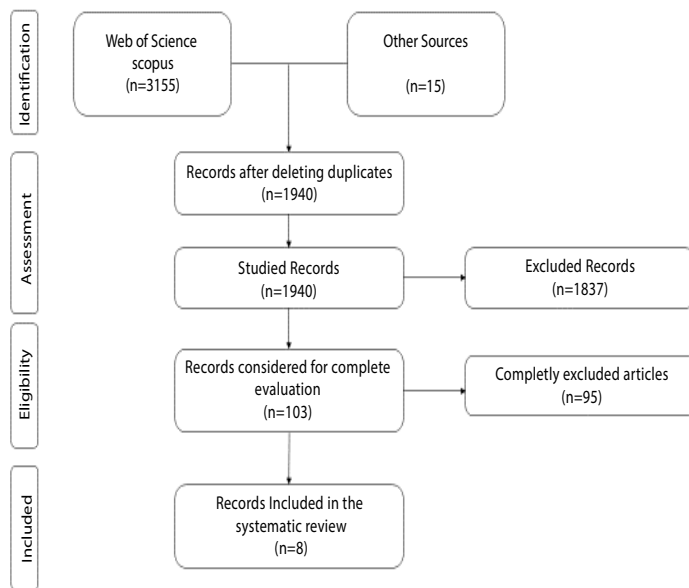 Identification
Web of Science
scopus
(n=3155)
Other Sources
(n=15)
Assessment
Records after deleting duplicates
(n=1940)
Studied Records
(n=1940)
Excluded Records
(n=1837)
Eligibility
Records considered for complete
evaluation
(n=103)
Completly excluded articles
(n=95)
Included
Records Included in the
systematic review
(n=8)